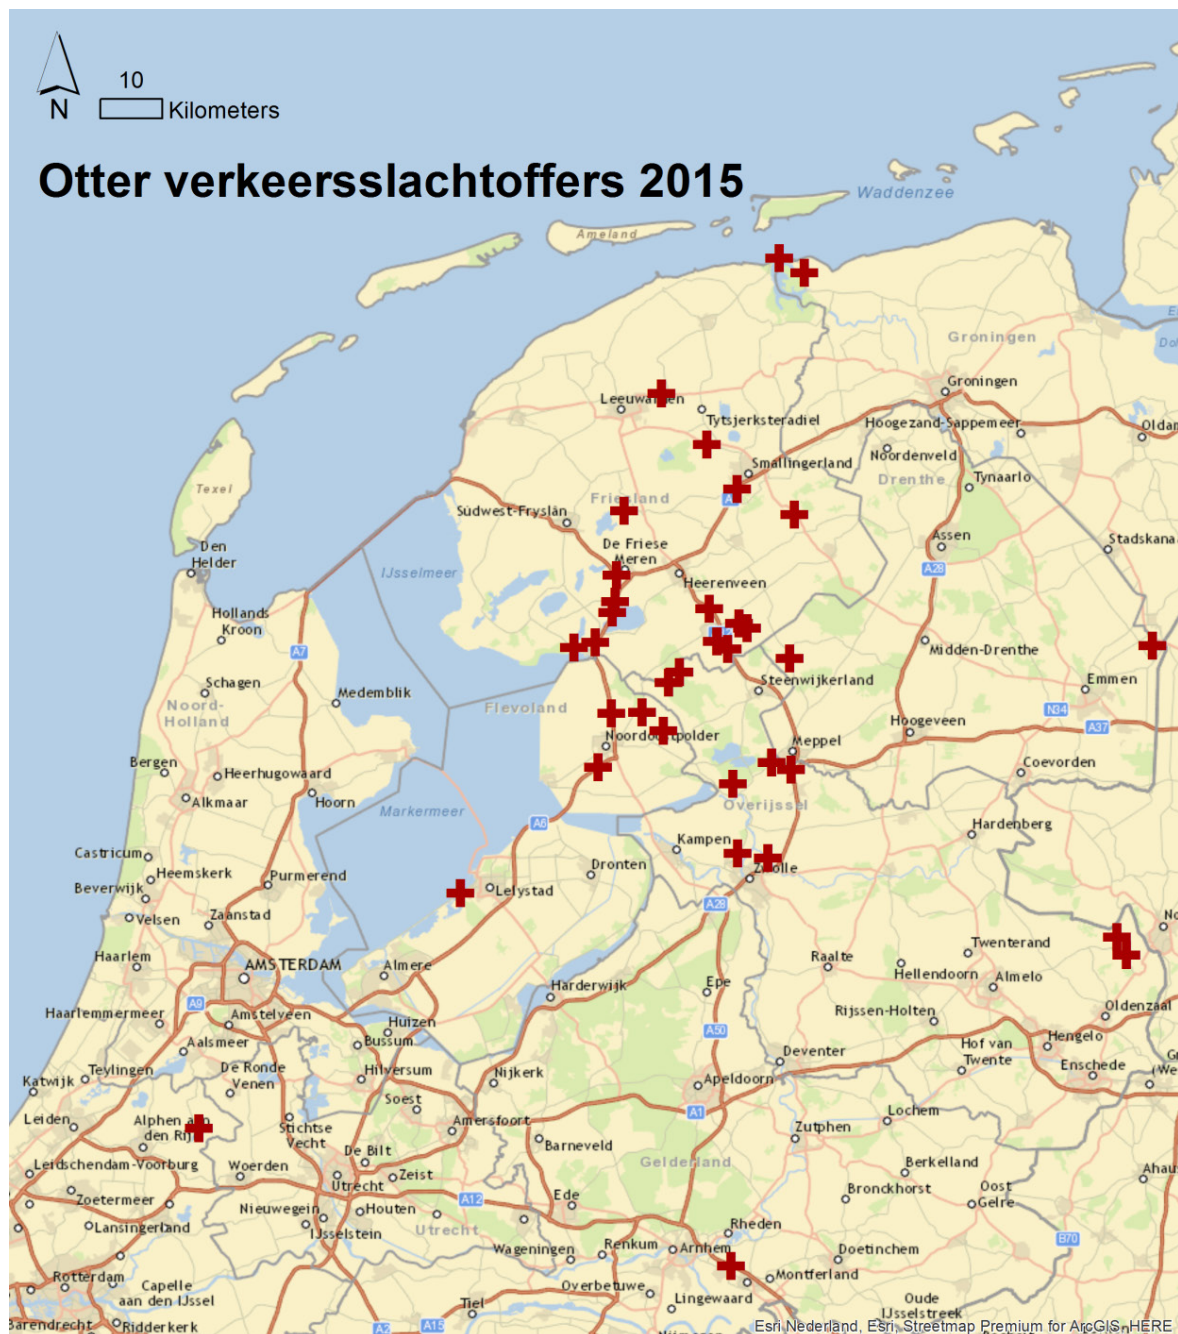 10
N
Kilometers
Otter verkeersslachtoffers 2015
Waddenzee
Ameland
Groningen
Groningen
Leeuwarden
Tytsjerksteradiel
Hoogezand-Sappemeer
Noordenveld
Smallingerland
Drenthe
Tynaarlo
Texel
Friesland
Súdwest-Fryslân
De Friese
Meren
Assen
Stadskana
A28
Den
Helder
IJsselmeer
Heerenveen
Hollands
Kroon
A7
Midden-Drenthe
Schagen
Medemblik
Steenwijkerland
Emmen
Noord-
Holland
Flevoland
N34
Hoogeveen
A37
Noordoostpolder
Meppel
Bergen
Heerhugowaard
Coevorden
Alkmaar
Hoorn
Markermeer
Overijssel
A6
Hardenberg
Kampen
Castricum
Heemskerk
Purmerend
Dronten
Zwolle
Beverwijk
Lelystad
A28
Velsen
Zaanstad
Haarlem
AMSTERDAM
Almere
Raalte
Twenterand
Hellendoorn
Almelo
Harderwijk
Epe
A9
Haarlemmermeer
Amstelveen
Huizen
Rijssen-Holten
Oldenzaal
A50
Aalsmeer
Bussum
Hengelo
Teylingen
De Ronde
Venen
Hilversum
Deventer
Hof van
Twente
Enschede
Katwijk
Nijkerk
Apeldoorn
Soest
A1
Lochem
Leiden
Alphen aan
den Rijn
Stichtse
Vecht
Amersfoort
Barneveld
Zutphen
De Bilt
Leidschendam-Voorburg
Woerden
Zeist
Gelderland
Berkelland
Utrecht
Zoetermeer
A12
Ede
Bronckhorst
Oost
Gelre
Nieuwegein
Houten
Lansingerland
IJsselstein
Utrecht
Rheden
B70
Wageningen
Renkum
Arnhem
Doetinchem
Rotterdam
Capelle
aan den IJssel
Overbetuwe
Montferland
Tiel
Lingewaard
Oude
IJsselstreek
Barendrecht
Ridderkerk
A2
A15
Esri Nederland, Esri, Streetmap Premium for ArcGIS, HERE